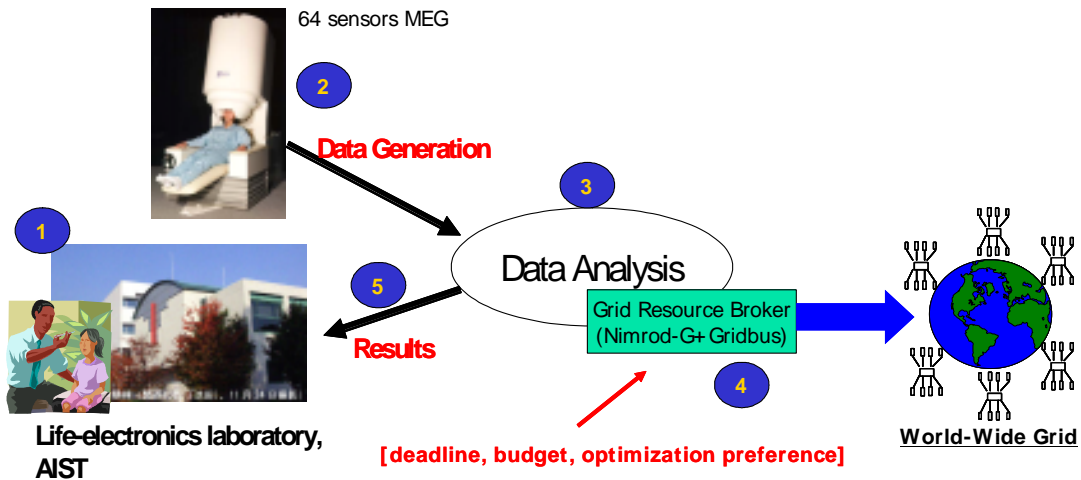 64 sensors MEG
2
Data Generation
3
1
Data Analysis
5
Grid Resource Broker
(Nimrod-G+ Gridbus)
Results
4
Life-electronics laboratory,
AIST
[deadline, budget, optimization preference]
World-Wide Grid